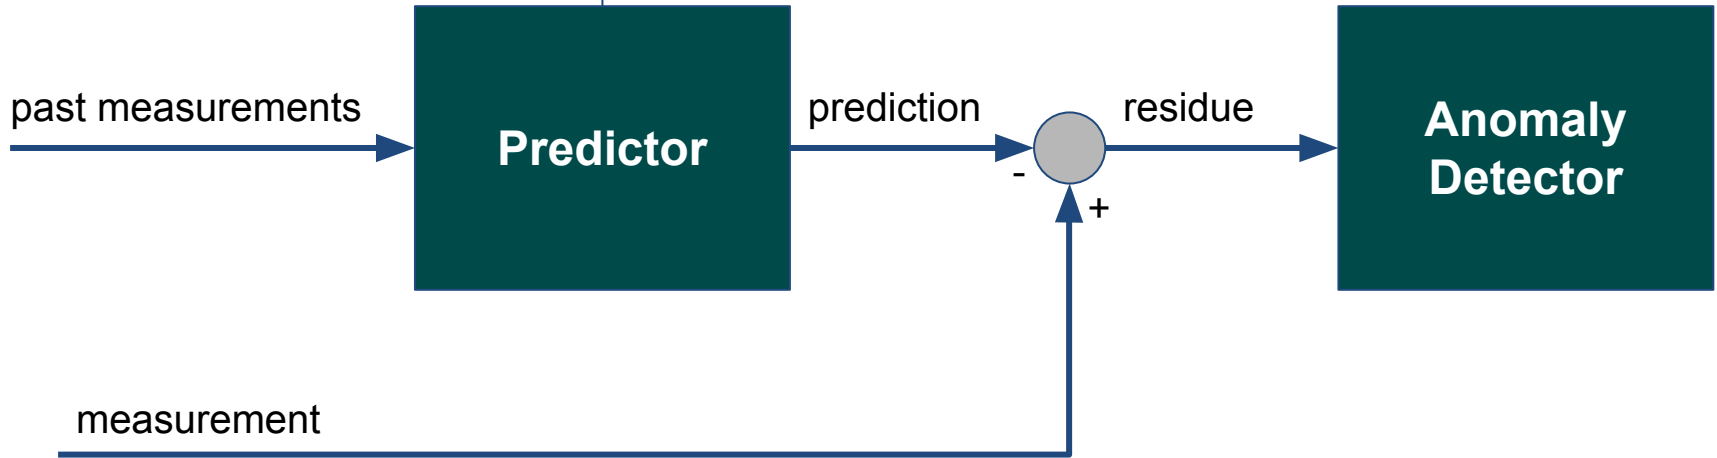 past measurements
Predictor
prediction
-
+
residue
Anomaly
Detector
measurement